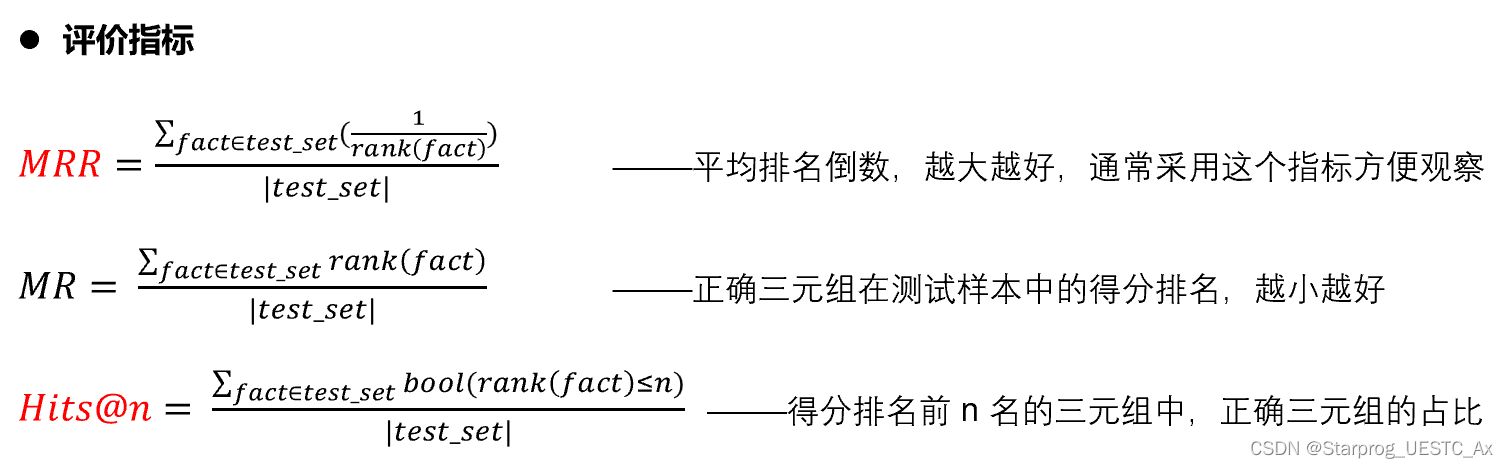 ● 评价指标
MRR = \frac{\sum_{fact∈test\_set}(\frac{1}{rank(fact)})}{|test\_set|} ——平均排名倒数，越大越好，通常采用这个指标方便观察
MR = \frac{\sum_{fact∈test\_set} rank(fact)}{|test\_set|} ——正确三元组在测试样本中的得分排名，越小越好
Hits@n = \frac{\sum_{fact∈test\_set} bool(rank(fact)≤n)}{|test\_set|} ——得分排名前 n 名的三元组中，正确三元组的占比
CSDN @Starprog_UESTC_Ax